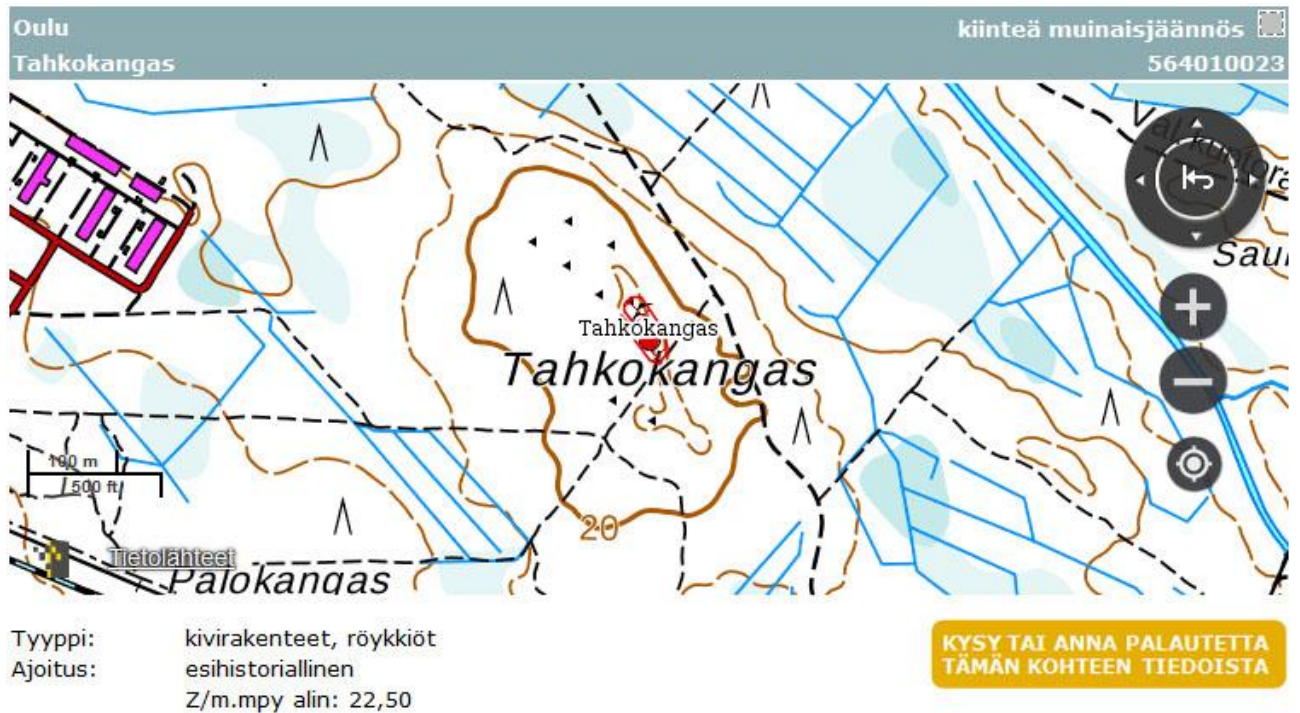 Oulu
kiinteä muinaisjäännös
Tahkokangas
564010023
Tahkokangas
Tahkokangas
20
100 m
500 ft
Tietolähteet
Palokangas
Tyyppi: kivirakenteet, röykkiöt
Ajoitus: esihistoriallinen
Z/m.mpy alin: 22,50
KYSY TAI ANNA PALAUTETTA
TÄMÄN KOHTEEN TIEDOISTA